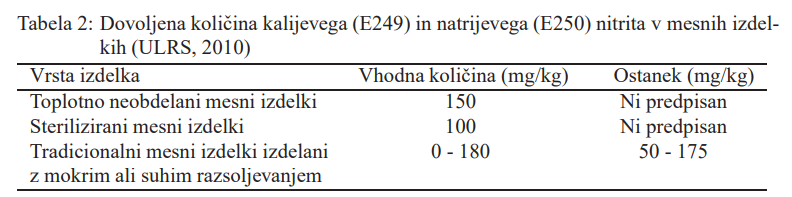 Tabela 2: Dovoljena količina kalijevega (E249) in natrijevega (E250) nitrita v mesnih izdel-
kih (ULRS, 2010)
Vrsta izdelka Vhodna količina (mg/kg) Ostanek (mg/kg)
Toplotno neobdelani mesni izdelki 150 Ni predpisan
Sterilizirani mesni izdelki 100 Ni predpisan
Tradicionalni mesni izdelki izdelani 0 - 180 50 - 175
z mokrim ali suhim razsoljevanjem